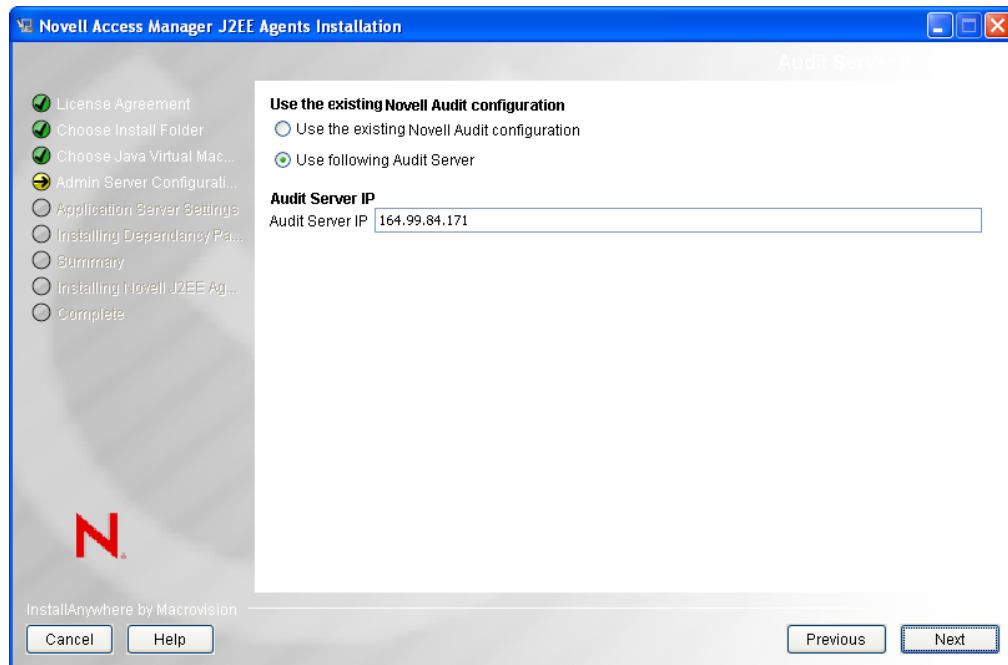 Novell Access Manager J2EE Agents Installation
Audit Server
License Agreement
Choose Install Folder
Choose Java Virtual Mac...
Admin Server Configurati...
Application Server Settings
Installing Dependancy Pa...
Summary
Installing Novell J2EE Ag...
Complete
Use the existing Novell Audit configuration
Use the existing Novell Audit configuration
Use following Audit Server
Audit Server IP
Audit Server IP 164.99.84.171
N
InstallAnywhere by Macrovision
Cancel Help Previous Next